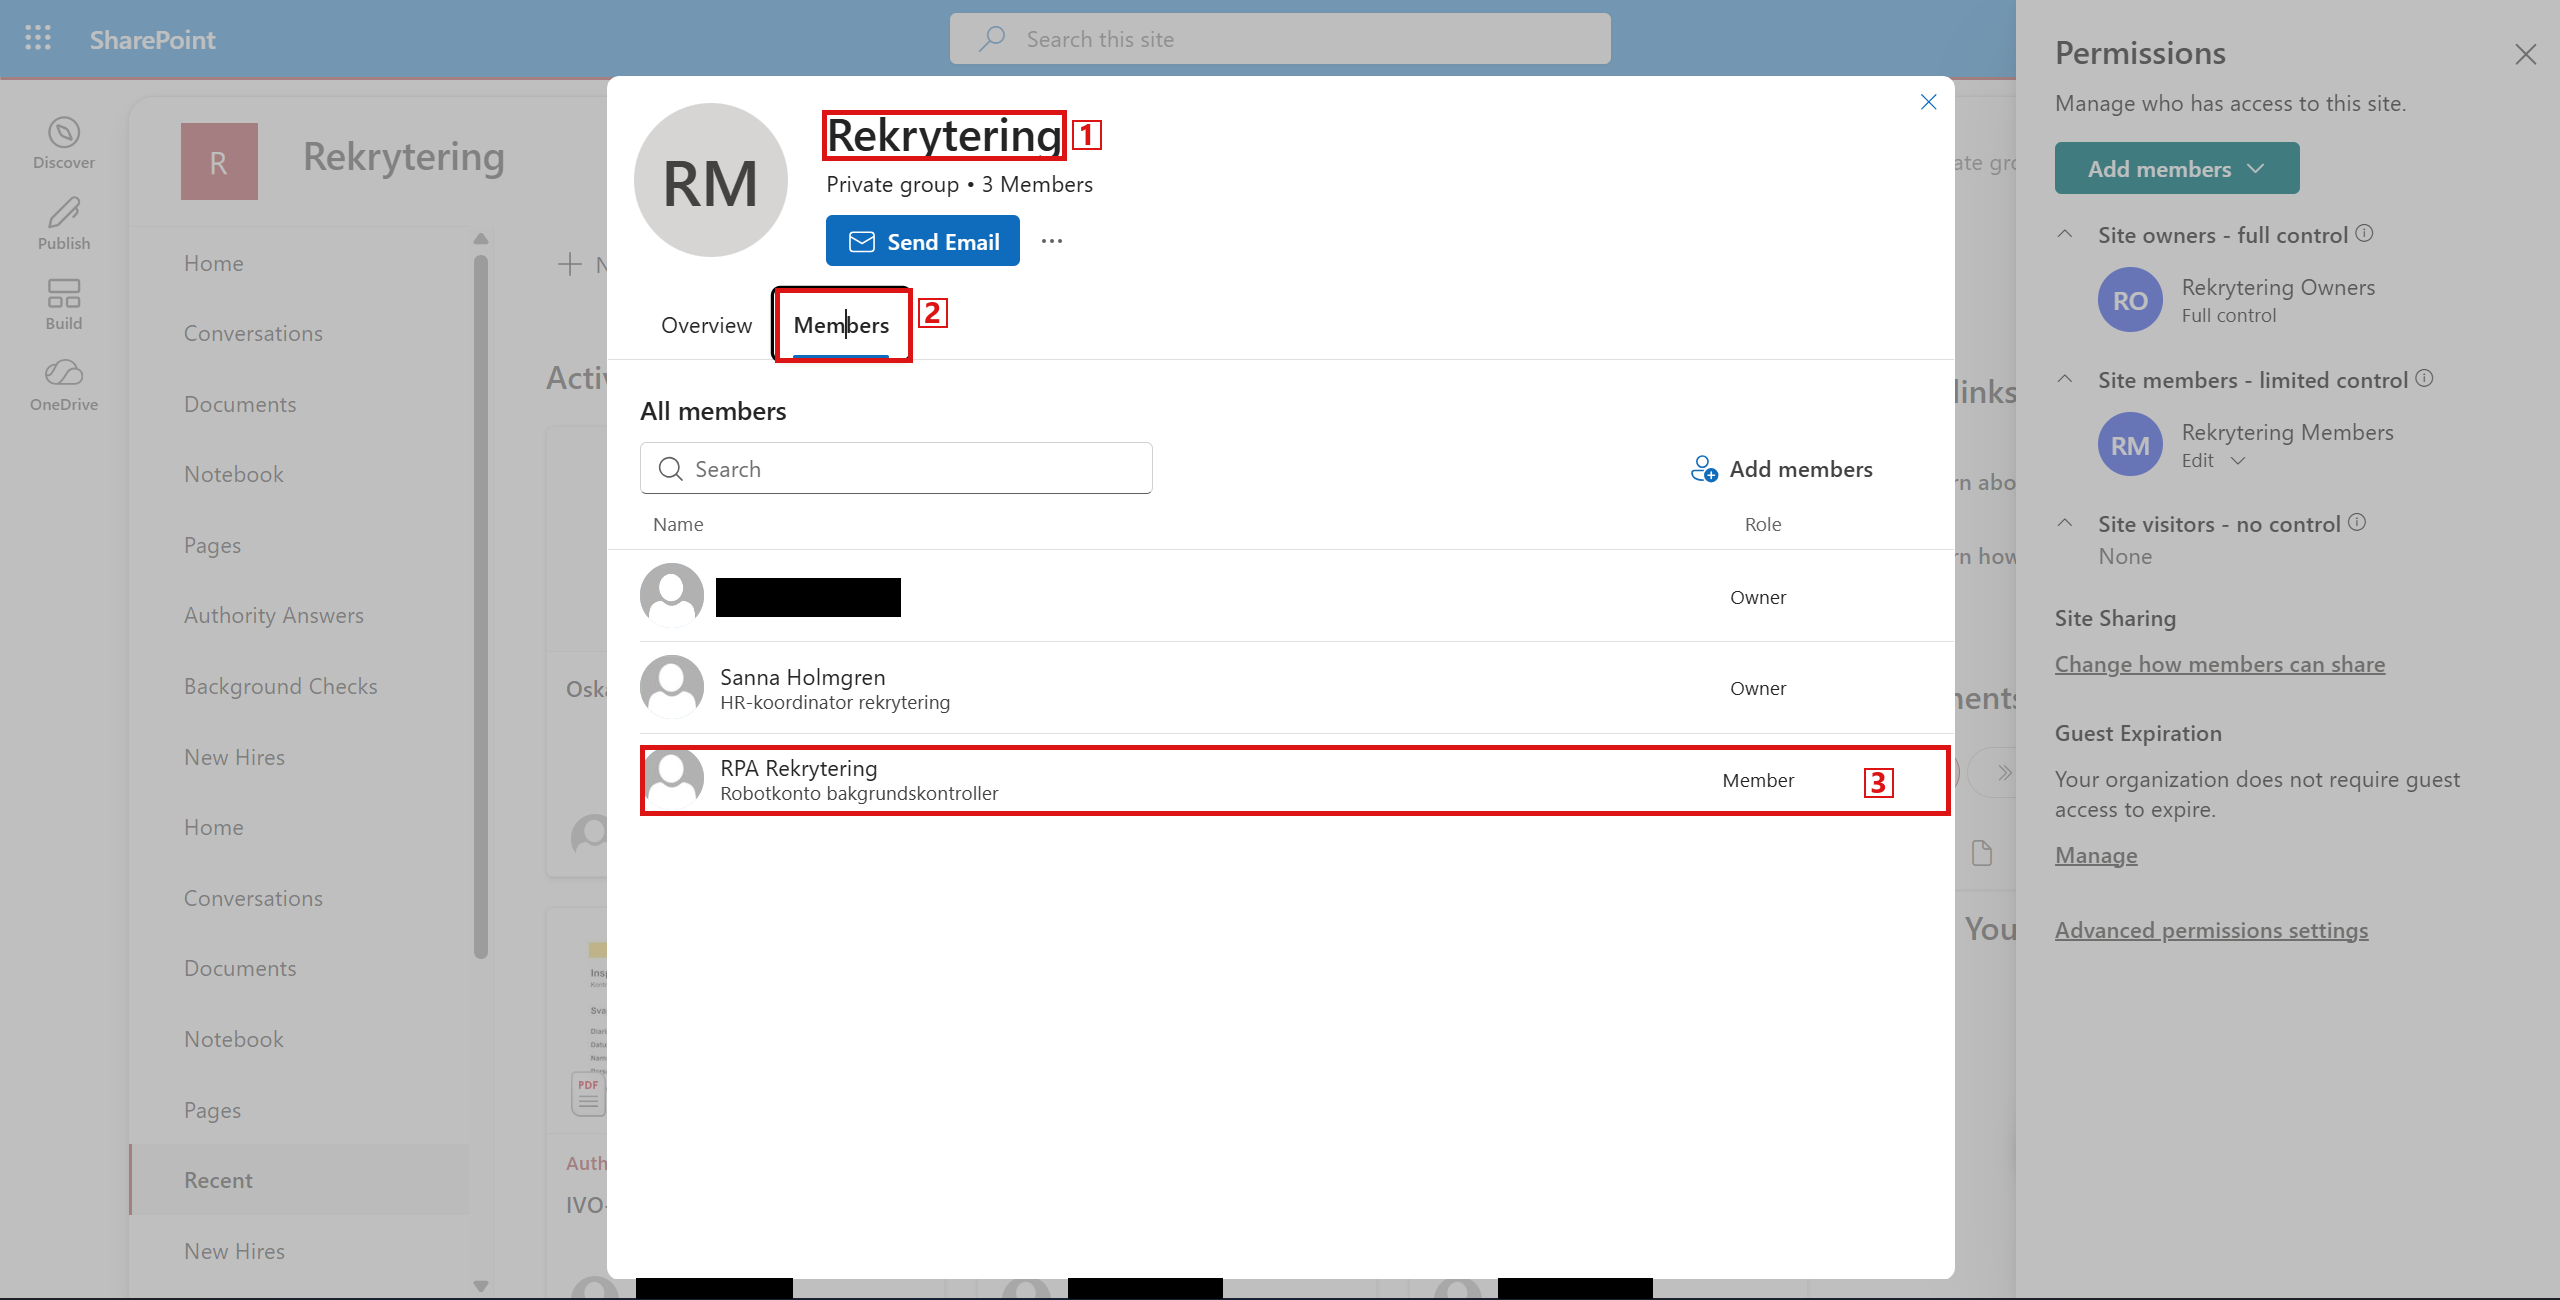 SharePoint
Search this site
Discover
Publish
Build
OneDrive
R
Rekrytering
Home
Conversations
Documents
Notebook
Pages
Authority Answers
Background Checks
New Hires
Home
Conversations
Documents
Notebook
Pages
Recent
New Hires
RM
Rekrytering
1
Private group • 3 Members
Send Email
Overview
Members
2
All members
Search
Add members
Name
Role
Owner
Sanna Holmgren
HR-koordinator rekrytering
Owner
RPA Rekrytering
Robotkonto bakgrundskontroller
Member
3
PDF
You
links
Permissions
Manage who has access to this site.
Add members
Site owners - full control
RO
Rekrytering Owners
Full control
Site members - limited control
RM
Rekrytering Members
Edit
Site visitors - no control
None
Site Sharing
Change how members can share
Guest Expiration
Your organization does not require guest
access to expire.
Manage
Advanced permissions settings